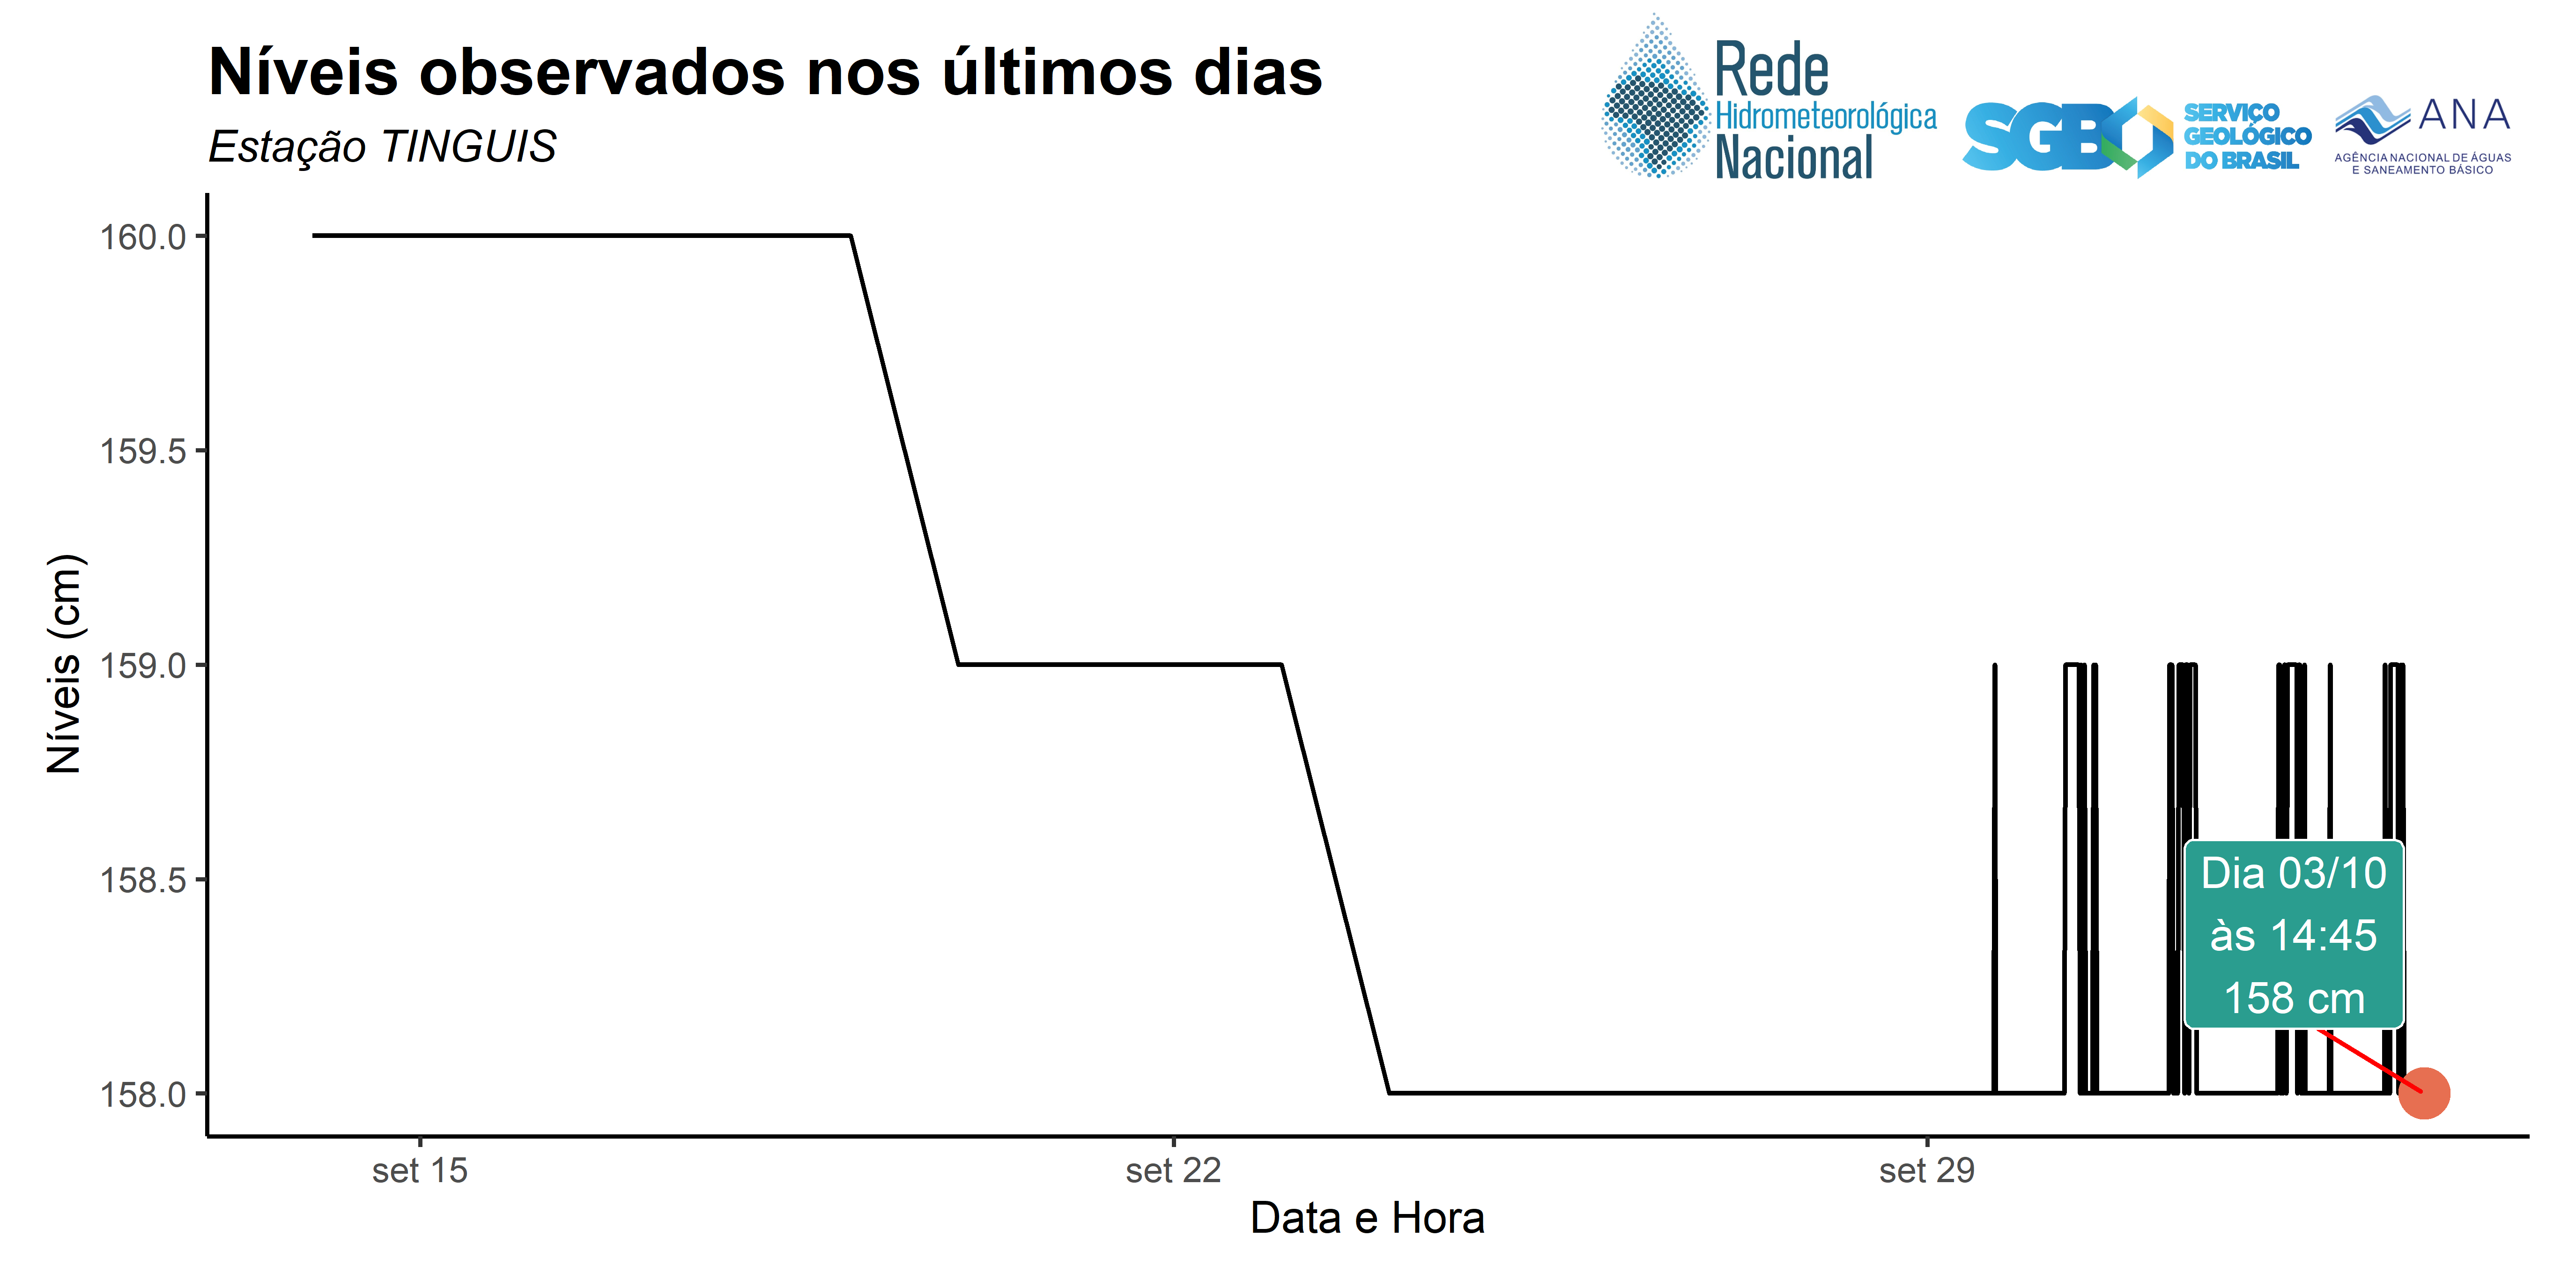 Níveis observados nos últimos dias
Estação TINGUIS
Rede
Hidrometeorológica
Nacional
SGB
SERVIÇO
GEOLÓGICO
DO BRASIL
ANA
AGÊNCIA NACIONAL DE ÁGUAS
E SANEAMENTO BÁSICO
Níveis (cm)
160.0
159.5
159.0
158.5
158.0
Dia 03/10
às 14:45
158 cm
set 15
set 22
set 29
Data e Hora